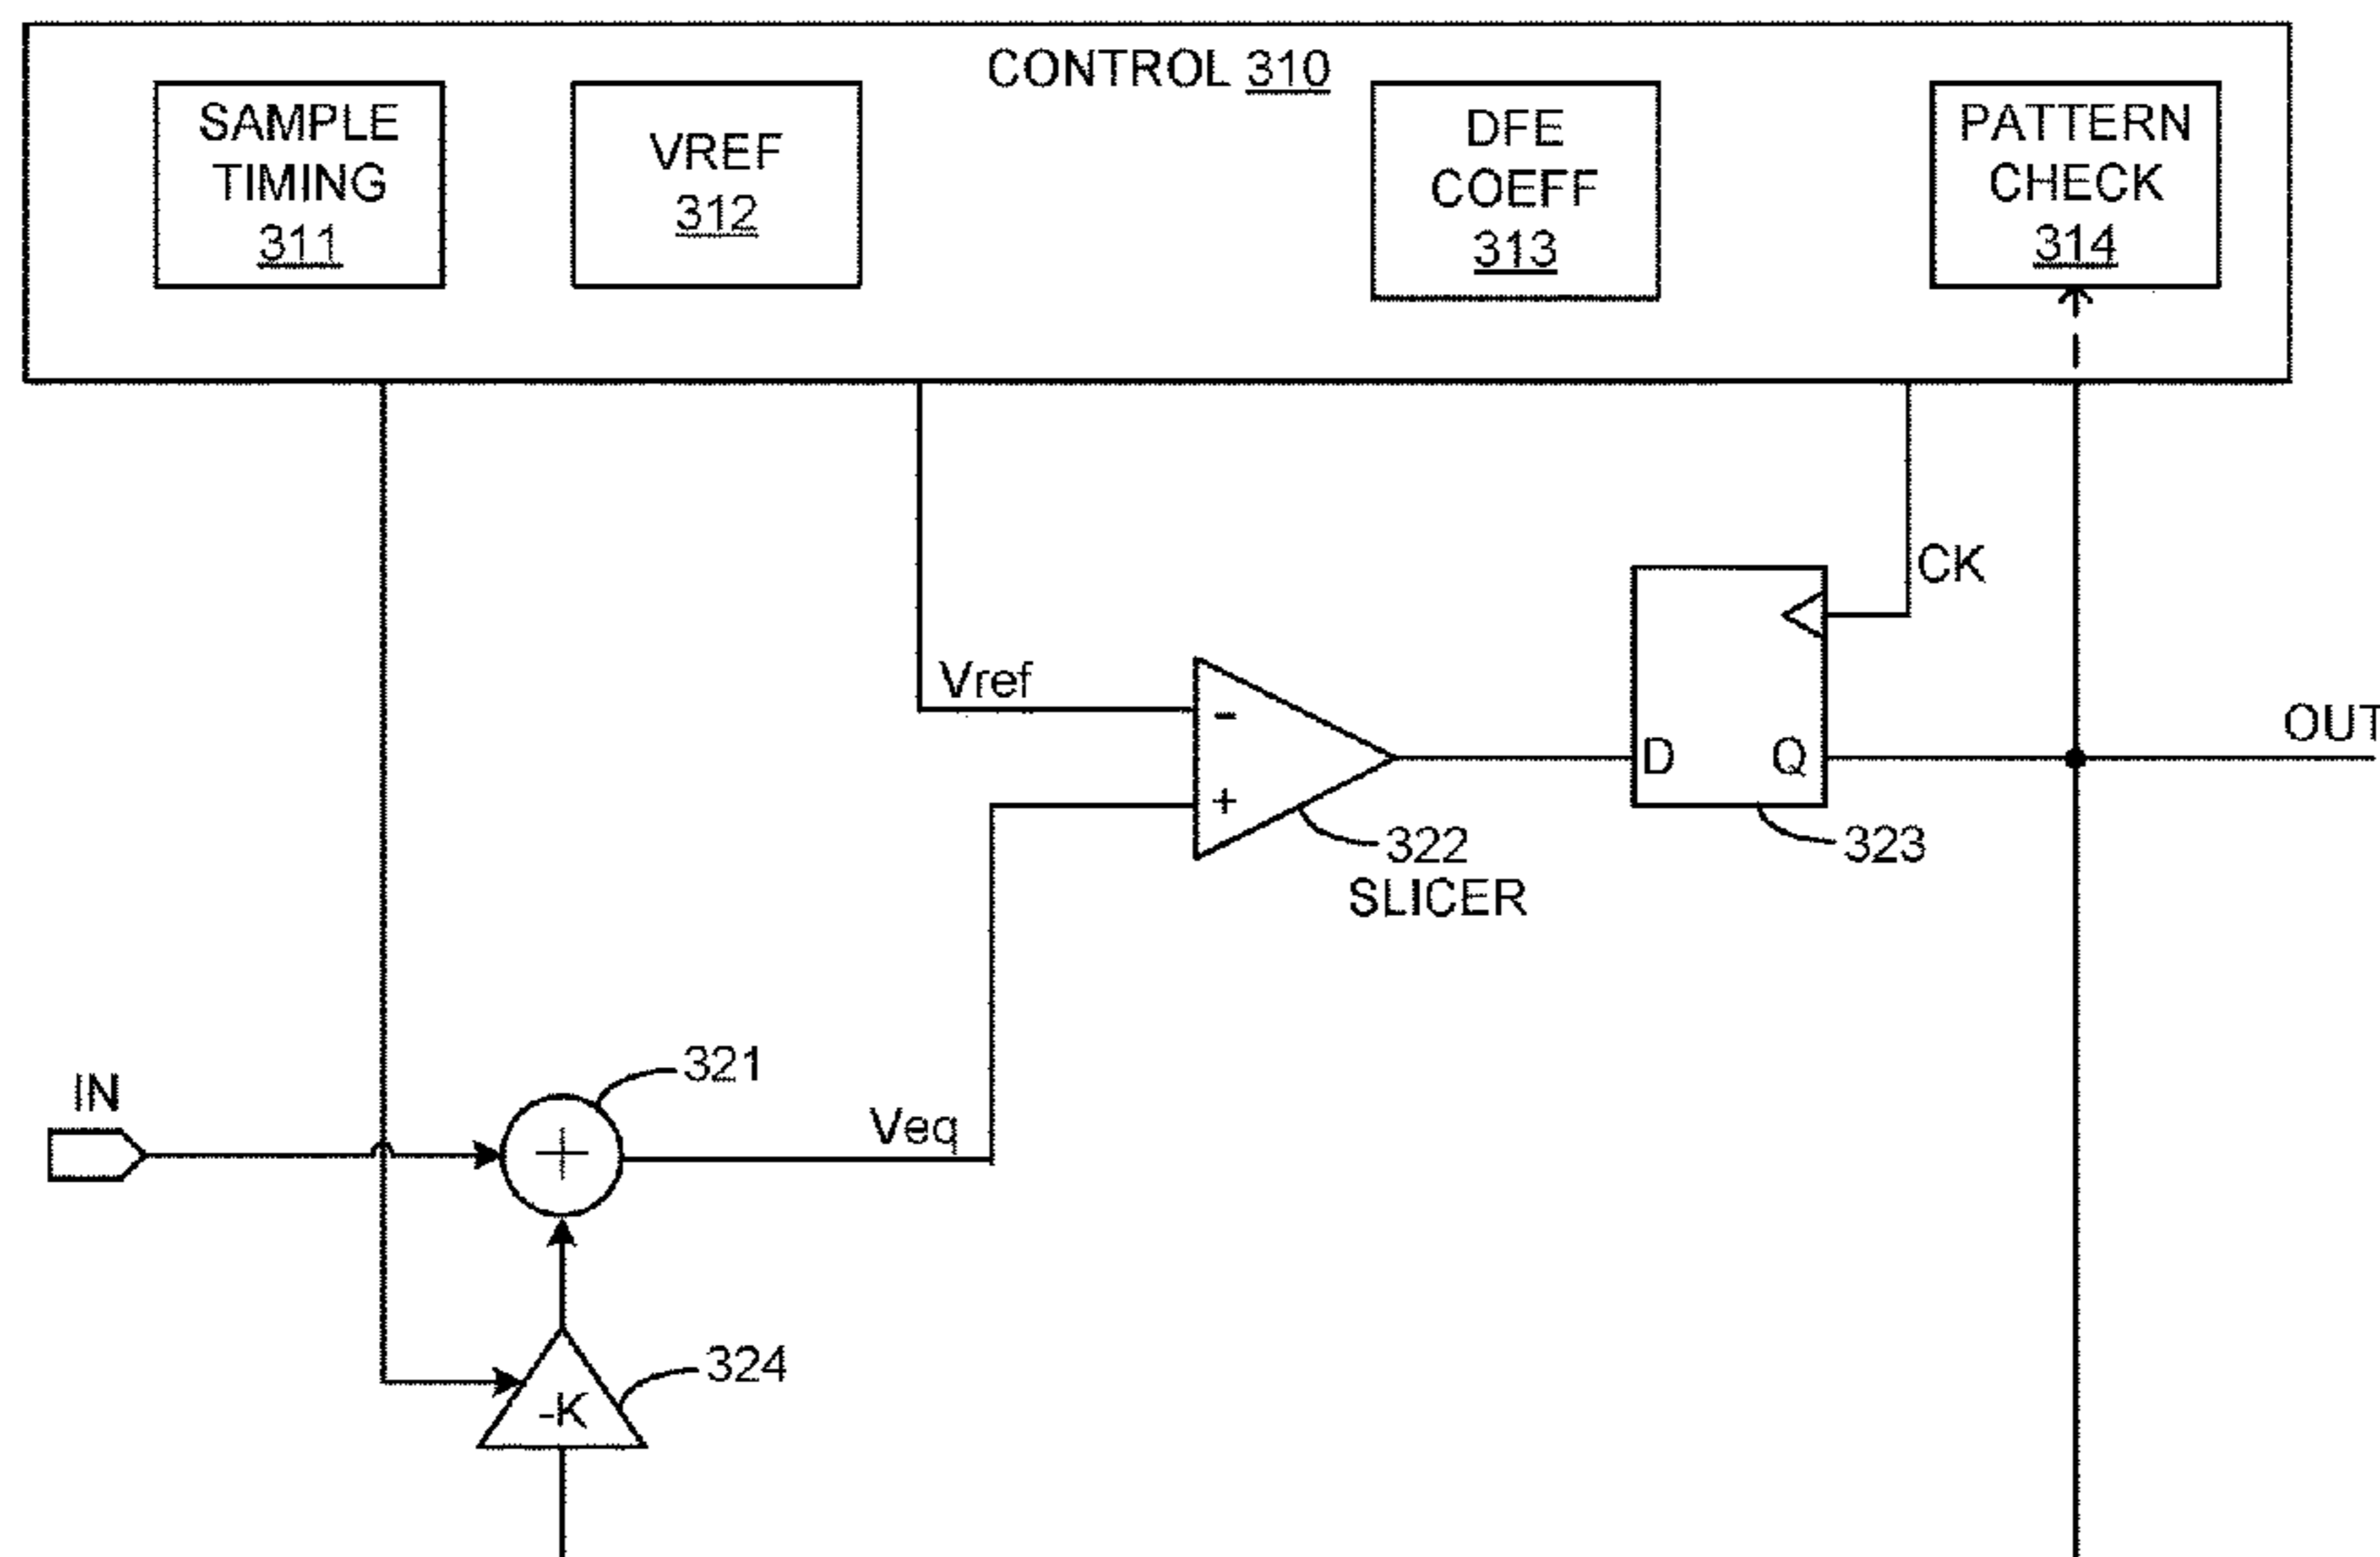 CONTROL 310
SAMPLE
TIMING
311
VREF
312
DFE
COEFF
313
PATTERN
CHECK
314
CK
Vref
-
+
D
Q
OUT
322
SLICER
323
IN
321
+
Veq
324
-K